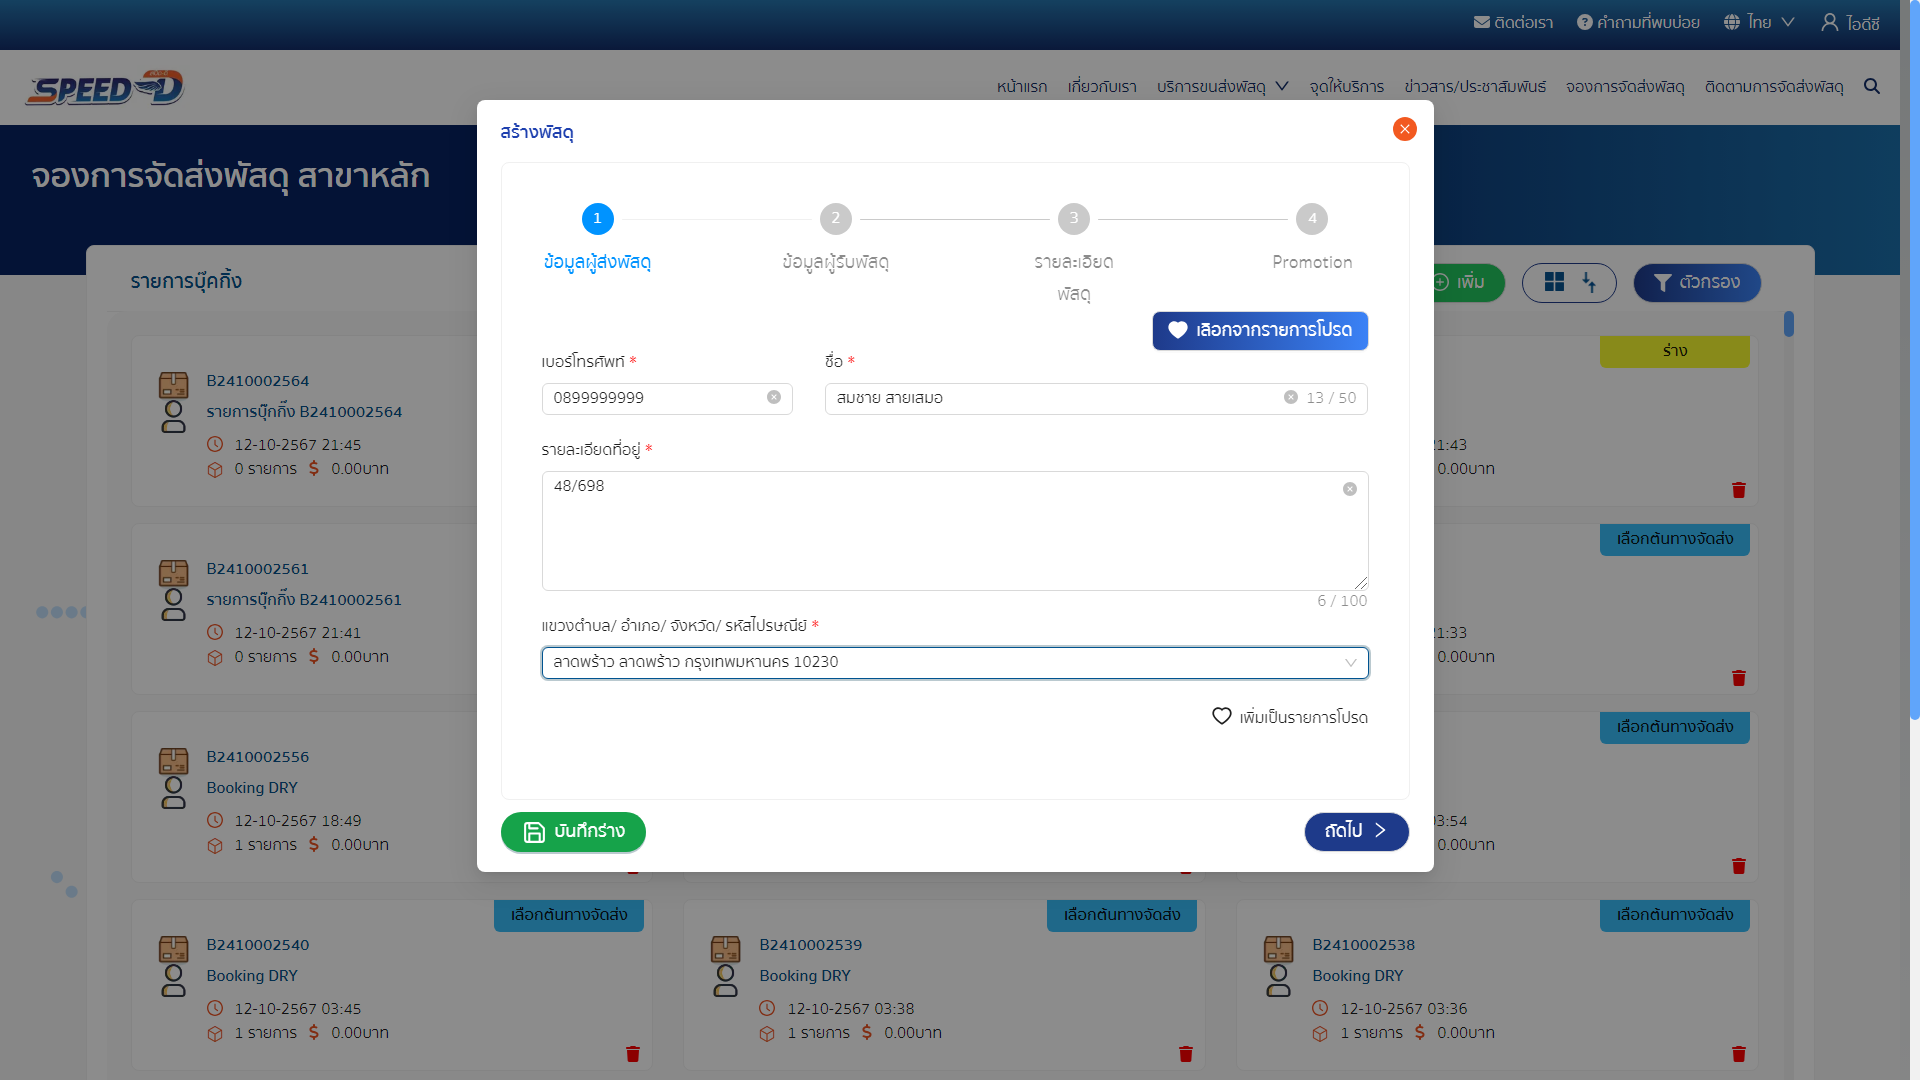 ติดต่อเรา คำถามที่พบบ่อย ไทย ไอดีซี
SPEED-D
หน้าแรก เกี่ยวกับเรา บริการขนส่งพัสดุ จุดให้บริการ ข่าวสาร/ประชาสัมพันธ์ จองการจัดส่งพัสดุ ติดตามการจัดส่งพัสดุ
จองการจัดส่งพัสดุ สาขาหลัก
สร้างพัสดุ
1 2 3 4
ข้อมูลผู้ส่งพัสดุ ข้อมูลผู้รับพัสดุ รายละเอียด Promotion
พัสดุ
เลือกจากรายการโปรด
เบอร์โทรศัพท์ * ชื่อ *
0899999999 สมชาย สายเสมอ 13 / 50
รายละเอียดที่อยู่ *
48/698
6 / 100
แขวงตำบล/ อำเภอ/ จังหวัด/ รหัสไปรษณีย์ *
ลาดพร้าว ลาดพร้าว กรุงเทพมหานคร 10230
เพิ่มเป็นรายการโปรด
บันทึกร่าง ถัดไป
รายการบุ๊คกิ้ง เพิ่ม ตัวกรอง
B2410002564
รายการบุ๊กกิ๊ง B2410002564
12-10-2567 21:45
0 รายการ 0.00บาท
ร่าง
21:43
0.00บาท
B2410002561
รายการบุ๊กกิ๊ง B2410002561
12-10-2567 21:41
0 รายการ 0.00บาท
เลือกต้นทางจัดส่ง
21:33
0.00บาท
B2410002556
Booking DRY
12-10-2567 18:49
1 รายการ 0.00บาท
เลือกต้นทางจัดส่ง
03:54
0.00บาท
เลือกต้นทางจัดส่ง
B2410002540
Booking DRY
12-10-2567 03:45
1 รายการ 0.00บาท
เลือกต้นทางจัดส่ง
B2410002539
Booking DRY
12-10-2567 03:38
1 รายการ 0.00บาท
เลือกต้นทางจัดส่ง
B2410002538
Booking DRY
12-10-2567 03:36
1 รายการ 0.00บาท